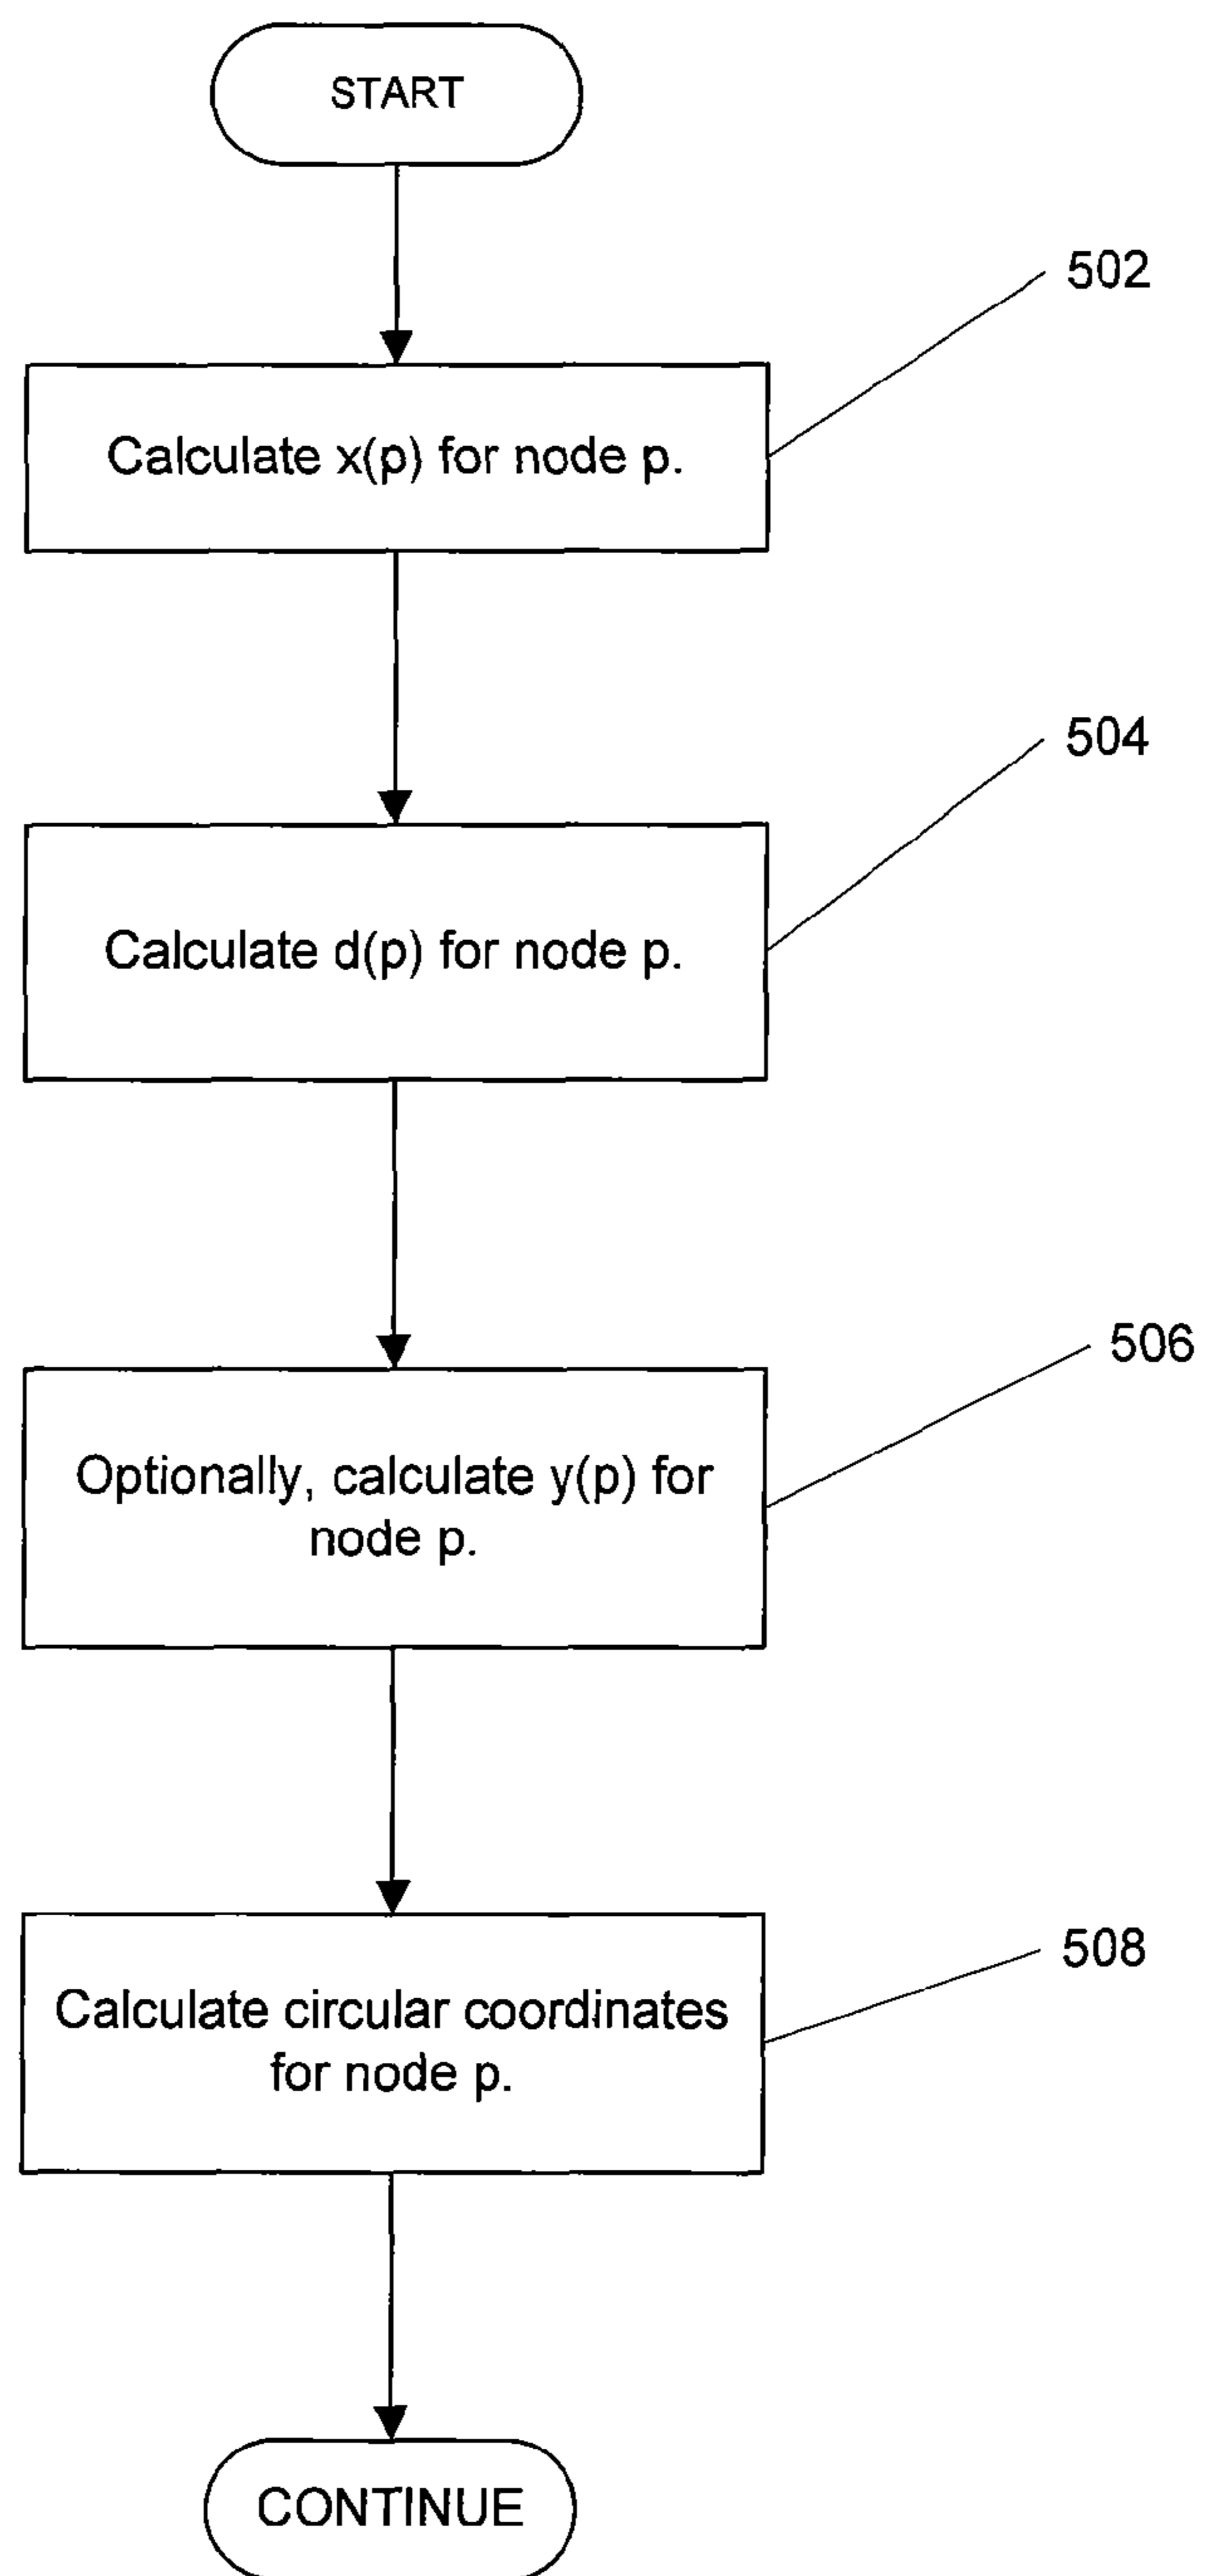 START
502
Calculate x(p) for node p.
504
Calculate d(p) for node p.
506
Optionally, calculate y(p) for
node p.
508
Calculate circular coordinates
for node p.
CONTINUE